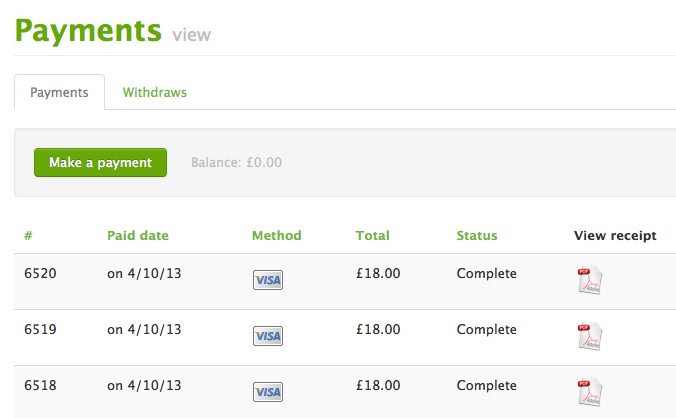 Payments view
Payments Withdraws
Make a payment Balance: £0.00
# Paid date Method Total Status View receipt
6520 on 4/10/13 VISA £18.00 Complete PDF
6519 on 4/10/13 VISA £18.00 Complete PDF
6518 on 4/10/13 VISA £18.00 Complete PDF